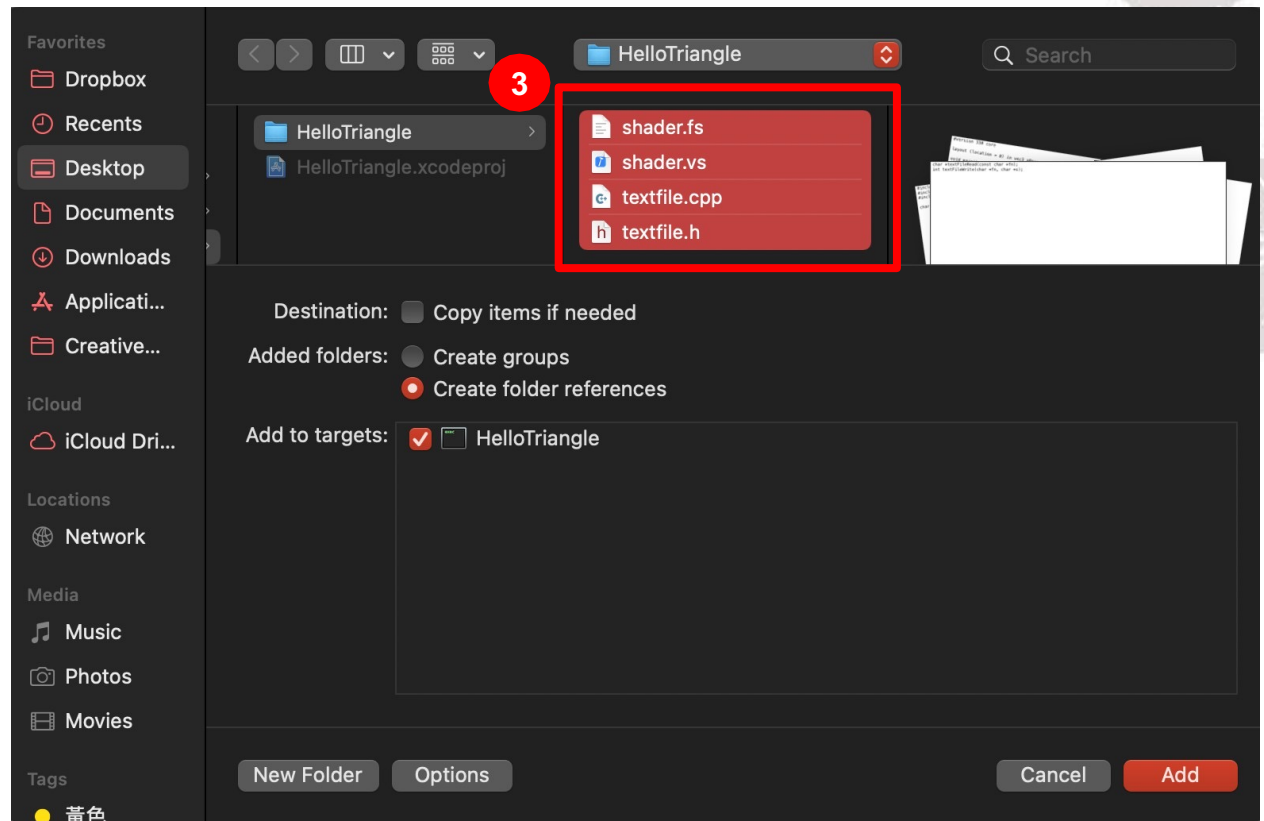 Favorites
Dropbox
Recents
Desktop
Documents
Downloads
Applicati...
Creative...
iCloud
iCloud Dri...
Locations
Network
Media
Music
Photos
Movies
Tags
黃色
HelloTriangle
Search
3
HelloTriangle
HelloTriangle.xcodeproj
shader.fs
shader.vs
textfile.cpp
textfile.h
Destination: Copy items if needed
Added folders: Create groups
Create folder references
Add to targets: HelloTriangle
New Folder Options Cancel Add